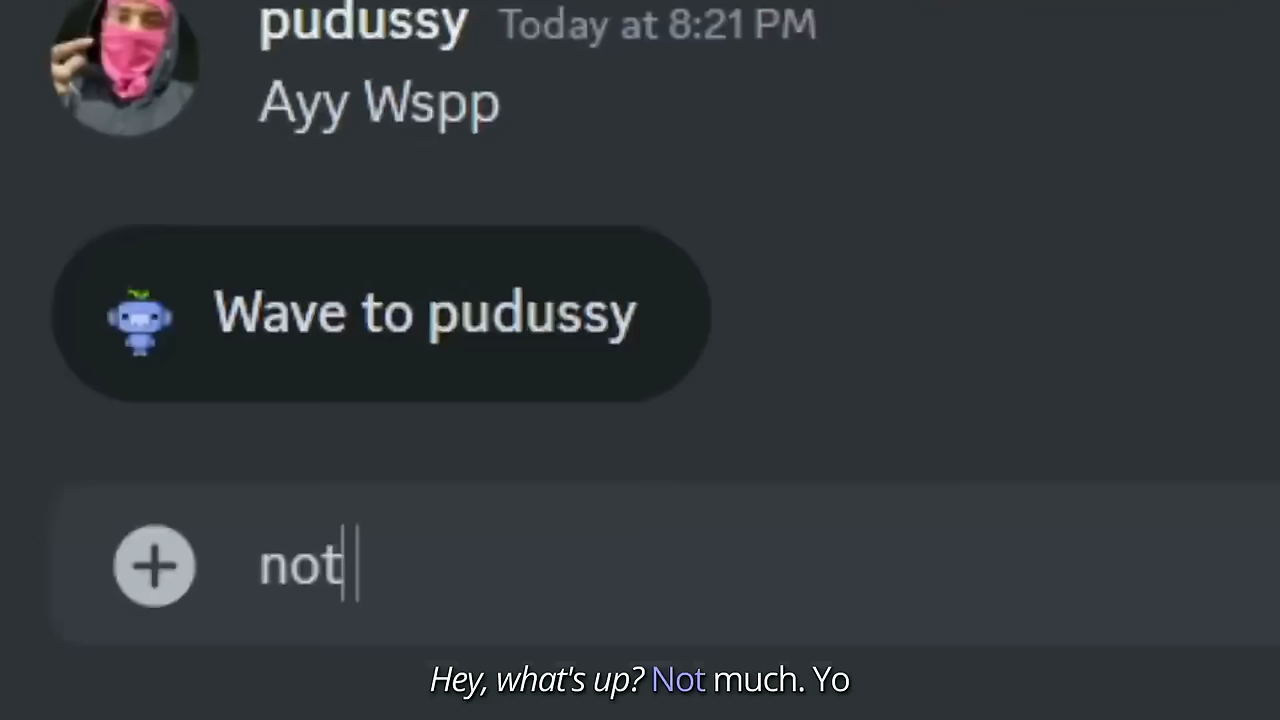 pudussy Today at 8:21 PM
Ayy Wspp
Wave to pudussy
not
Hey, what's up? Not much. Yo